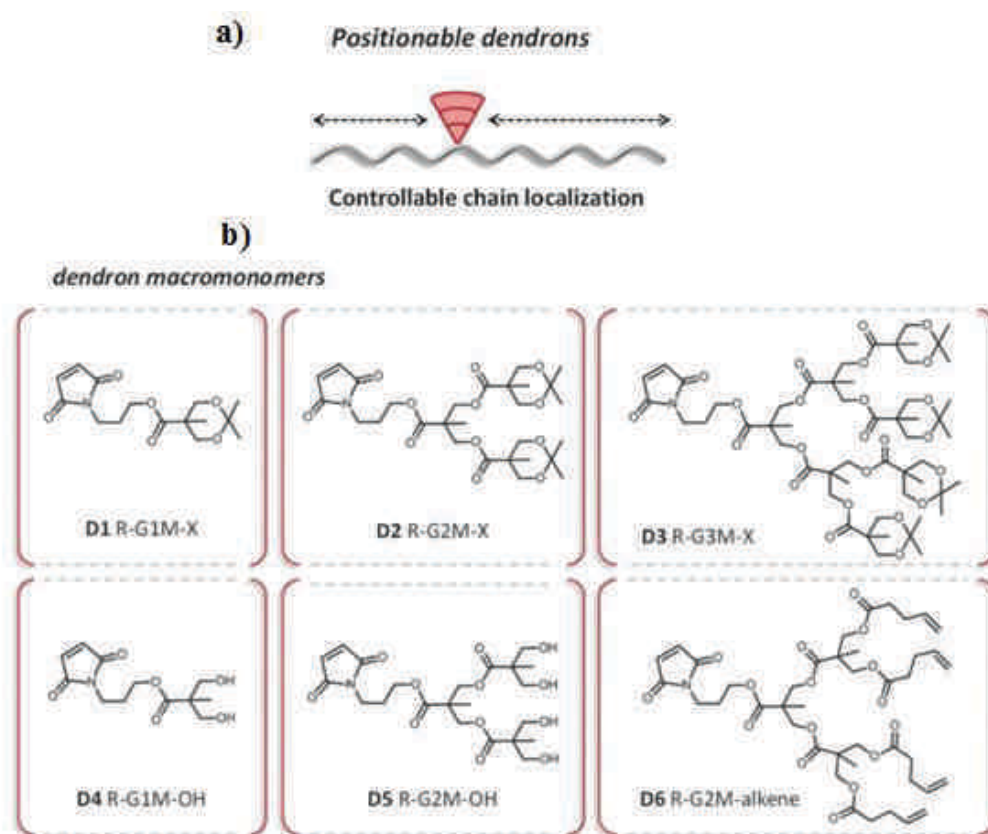 a)
Positionable dendrons
Controllable chain localization
b)
dendron macromonomers
D1 R-G1M-X
D2 R-G2M-X
D3 R-G3M-X
D4 R-G1M-OH
D5 R-G2M-OH
D6 R-G2M-alkene